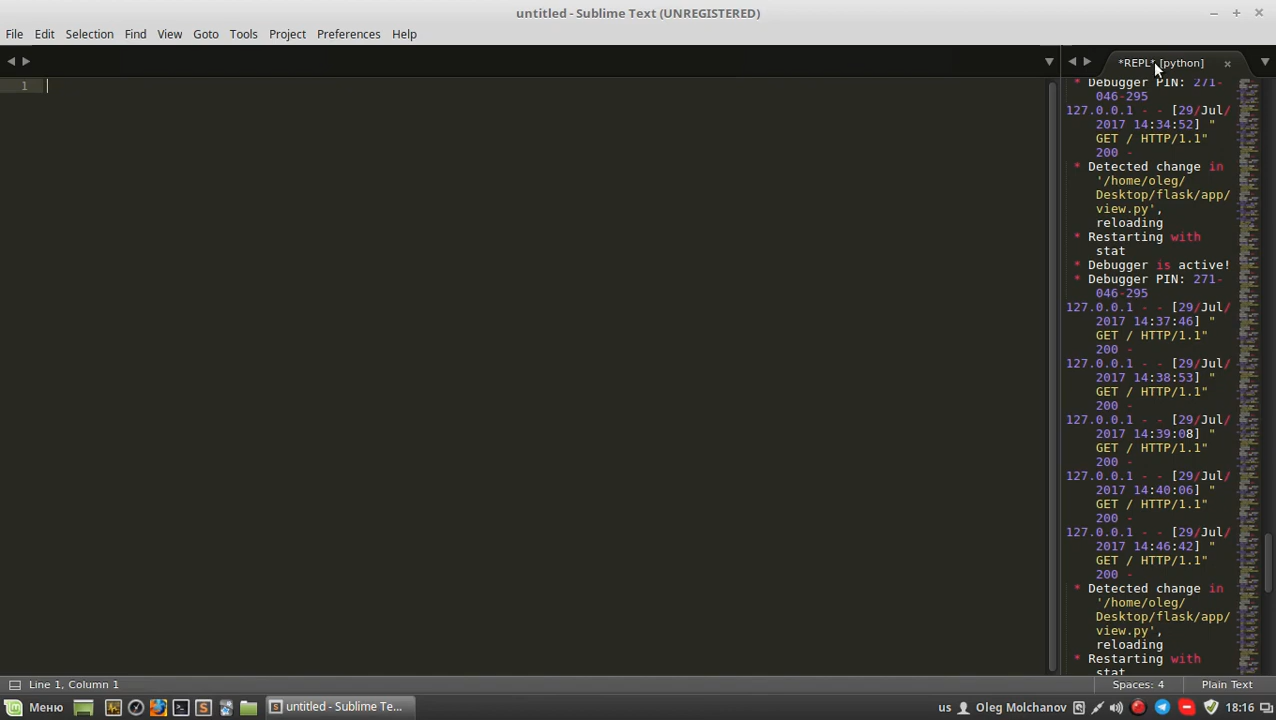 untitled - Sublime Text (UNREGISTERED)
File Edit Selection Find View Goto Tools Project Preferences Help
*REPL* [python]
1
* Debugger PIN: 271-
046-295
127.0.0.1 - - [29/Jul/
2017 14:34:52] "
GET / HTTP/1.1"
200 -
* Detected change in
'/home/oleg/
Desktop/flask/app/
view.py',
reloading
* Restarting with
stat
* Debugger is active!
* Debugger PIN: 271-
046-295
127.0.0.1 - - [29/Jul/
2017 14:37:46] "
GET / HTTP/1.1"
200 -
127.0.0.1 - - [29/Jul/
2017 14:38:53] "
GET / HTTP/1.1"
200 -
127.0.0.1 - - [29/Jul/
2017 14:39:08] "
GET / HTTP/1.1"
200 -
127.0.0.1 - - [29/Jul/
2017 14:40:06] "
GET / HTTP/1.1"
200 -
127.0.0.1 - - [29/Jul/
2017 14:46:42] "
GET / HTTP/1.1"
200 -
* Detected change in
'/home/oleg/
Desktop/flask/app/
view.py',
reloading
* Restarting with
stat
Line 1, Column 1
Spaces: 4
Plain Text
Меню
untitled - Sublime Te...
us
Oleg Molchanov
18:16